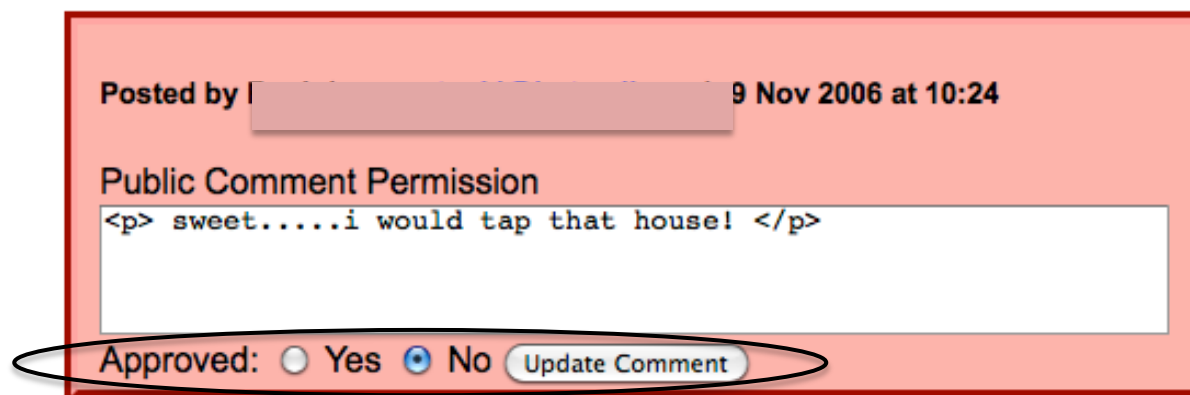 Posted by 9 Nov 2006 at 10:24
Public Comment Permission
<p> sweet.....i would tap that house! </p>
Approved: Yes No Update Comment